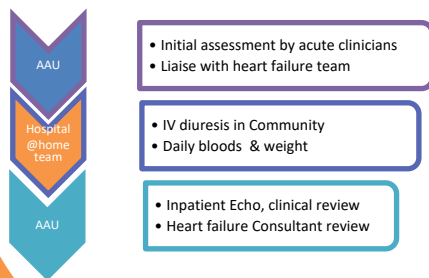 AAU
• Initial assessment by acute clinicians
• Liaise with heart failure team
Hospital
@home
team
• IV diuresis in Community
• Daily bloods & weight
AAU
• Inpatient Echo, clinical review
• Heart failure Consultant review